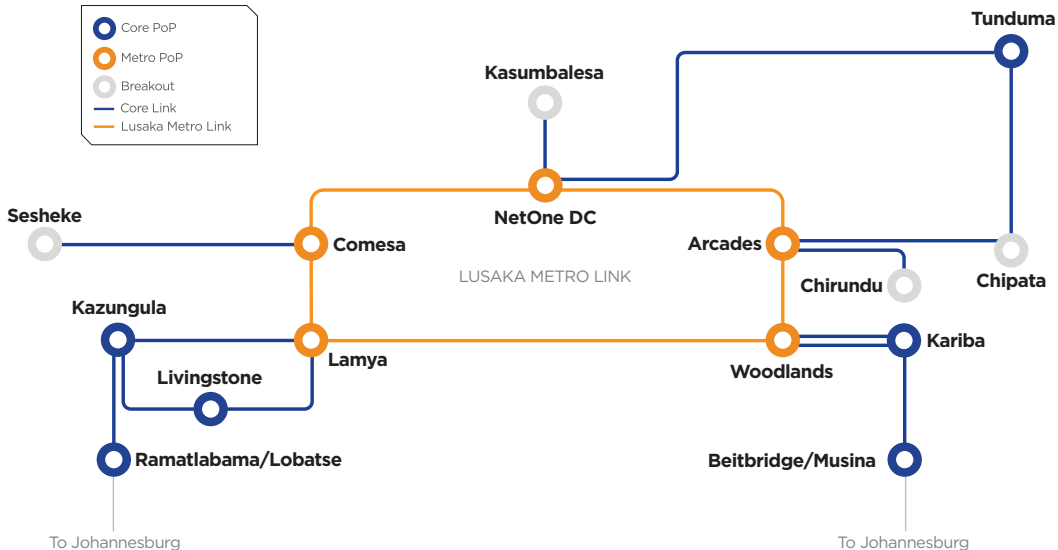 Core PoP
Metro PoP
Breakout
Core Link
Lusaka Metro Link
Tunduma
Kasumbalesa
NetOne DC
Sesheke
Comesa
Arcades
LUSAKA METRO LINK
Chirundu
Chipata
Kazungula
Lamya
Kariba
Livingstone
Woodlands
Ramatlabama/Lobatse
Beitbridge/Musina
To Johannesburg
To Johannesburg